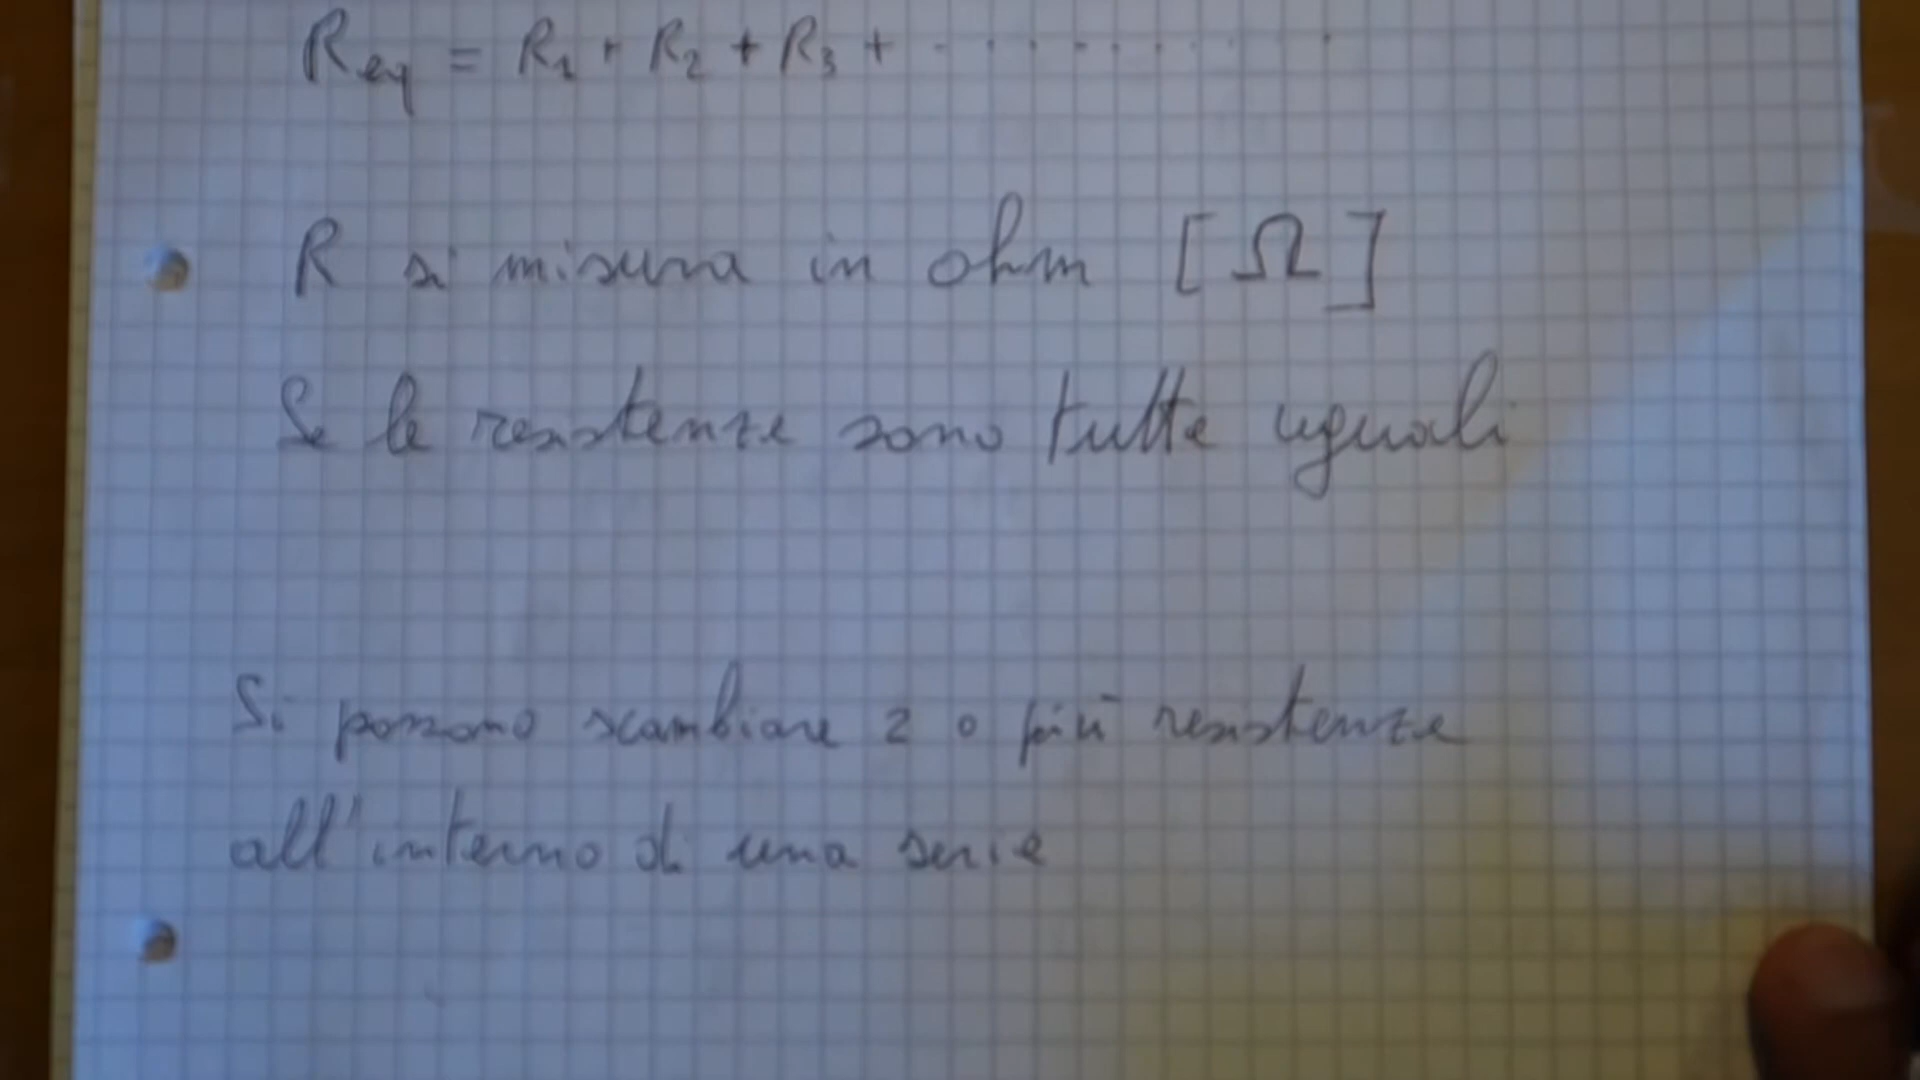 Req = R1 + R2 + R3 + . . . . . . . . .
R si misura in ohm [Ω]
Se le resistenze sono tutte uguali
Si possono scambiare 2 o più resistenze
all'interno di una serie